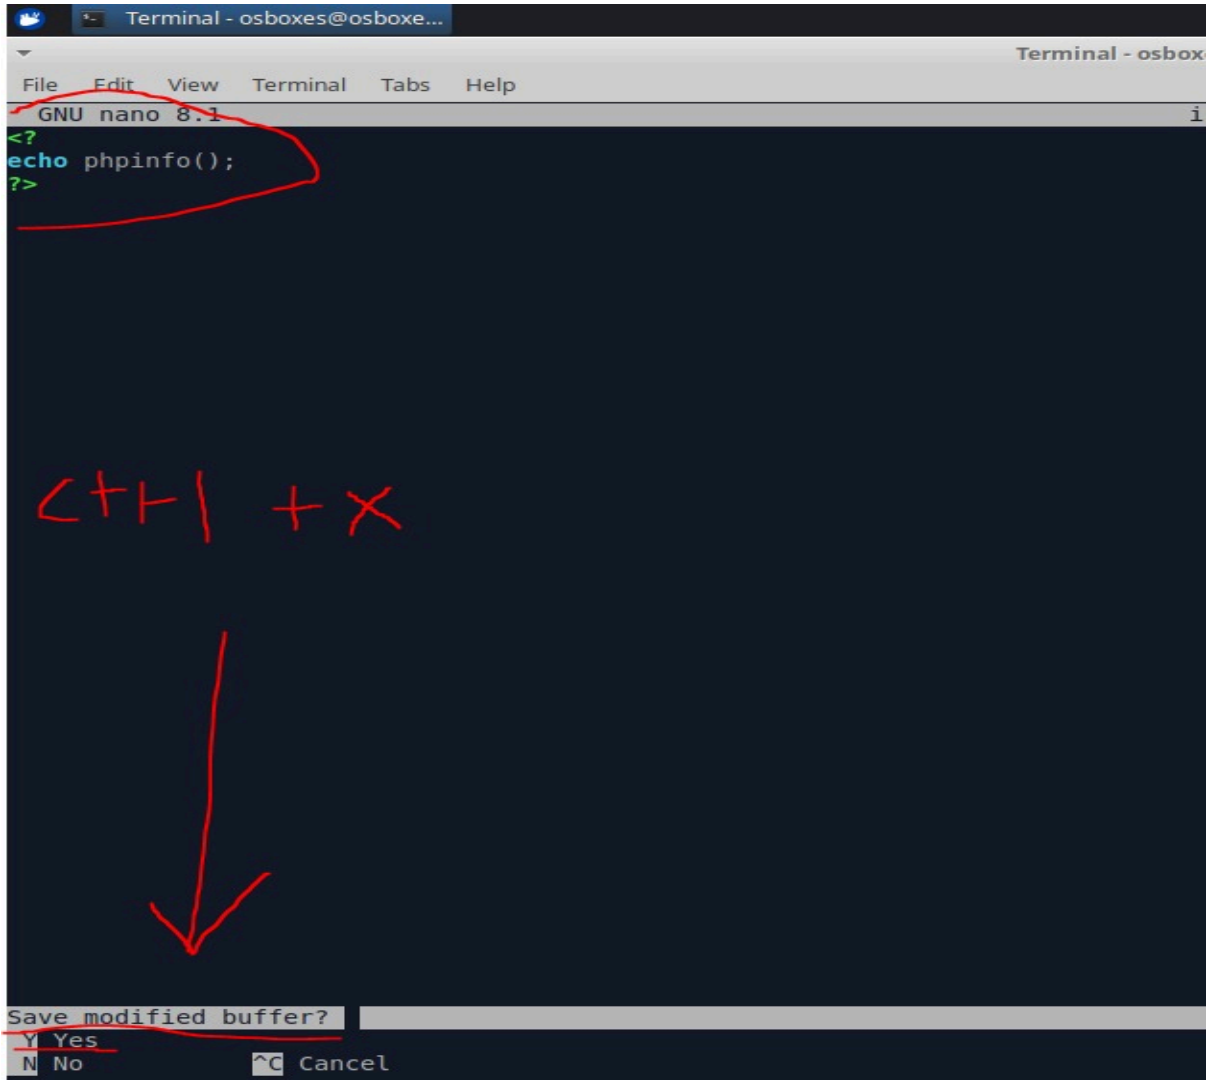 Terminal - osboxes@osboxe...
Terminal - osbox
File Edit View Terminal Tabs Help
GNU nano 8.1 i
<?
echo phpinfo();
?>
ctrl + x
Save modified buffer?
Y Yes
N No ^C Cancel